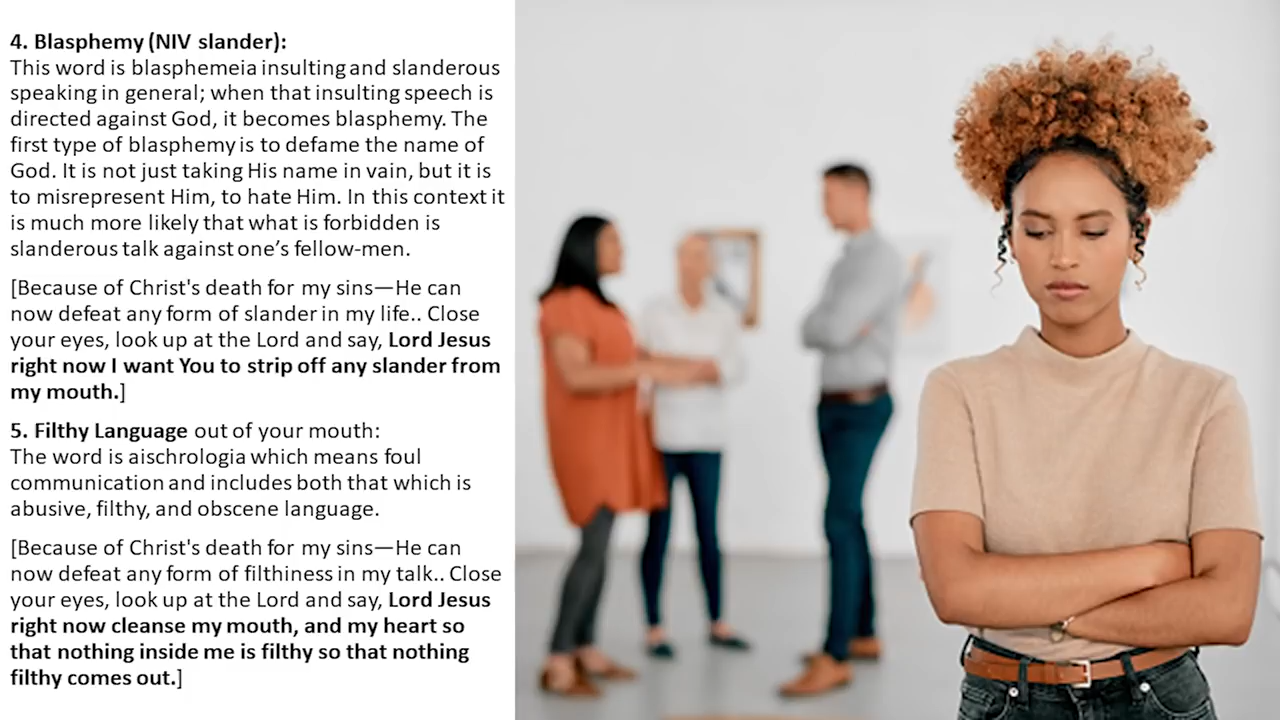 4. Blasphemy (NIV slander):
This word is blasphemeia insulting and slanderous
speaking in general; when that insulting speech is
directed against God, it becomes blasphemy. The
first type of blasphemy is to defame the name of
God. It is not just taking His name in vain, but it is
to misrepresent Him, to hate Him. In this context it
is much more likely that what is forbidden is
slanderous talk against one’s fellow-men.
[Because of Christ's death for my sins—He can
now defeat any form of slander in my life.. Close
your eyes, look up at the Lord and say, Lord Jesus
right now I want You to strip off any slander from
my mouth.]
5. Filthy Language out of your mouth:
The word is aischrologia which means foul
communication and includes both that which is
abusive, filthy, and obscene language.
[Because of Christ's death for my sins—He can
now defeat any form of filthiness in my talk.. Close
your eyes, look up at the Lord and say, Lord Jesus
right now cleanse my mouth, and my heart so
that nothing inside me is filthy so that nothing
filthy comes out.]